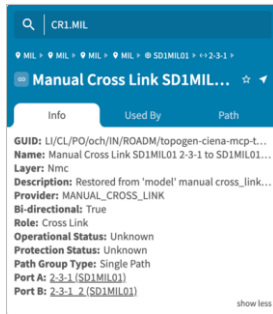 CR1.MIL
MIL > MIL > MIL > MIL > SD1MIL01 > 2-3-1 >
Manual Cross Link SD1MIL...
Info Used By Path
GUID: LI/CL/PO/och/IN/ROADM/topogen-ciena-mcp-t...
Name: Manual Cross Link SD1MIL01 2-3-1 to SD1MIL01...
Layer: Nmc
Description: Restored from 'model' manual cross_link...
Provider: MANUAL_CROSS_LINK
Bi-directional: True
Role: Cross Link
Operational Status: Unknown
Protection Status: Unknown
Path Group Type: Single Path
Port A: 2-3-1 (SD1MIL01)
Port B: 2-3-1_2 (SD1MIL01)
show less